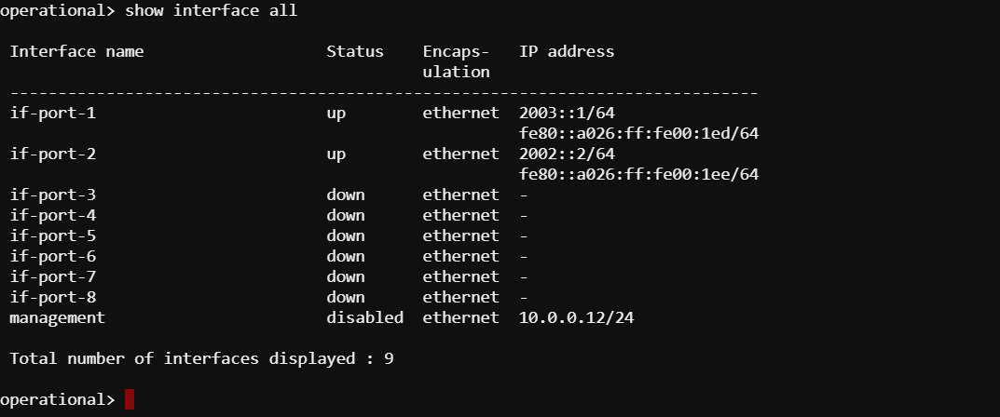 operational> show interface all
Interface name Status Encaps- IP address
ulation
------------------------------------------------------------------------------
if-port-1 up ethernet 2003::1/64
fe80::a026:ff:fe00:1ed/64
if-port-2 up ethernet 2002::2/64
fe80::a026:ff:fe00:1ee/64
if-port-3 down ethernet -
if-port-4 down ethernet -
if-port-5 down ethernet -
if-port-6 down ethernet -
if-port-7 down ethernet -
if-port-8 down ethernet -
management disabled ethernet 10.0.0.12/24
Total number of interfaces displayed : 9
operational>